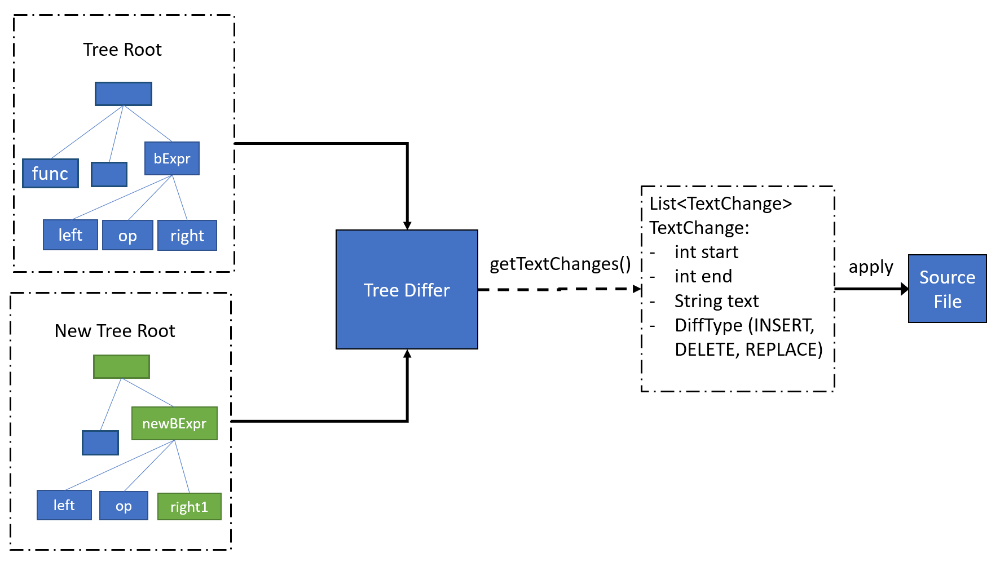 Tree Root
func
bExpr
left
op
right
New Tree Root
newBExpr
left
op
right1
Tree Differ
getTextChanges()
List<TextChange>
TextChange:
- int start
- int end
- String text
- DiffType (INSERT,
DELETE, REPLACE)
apply
Source
File